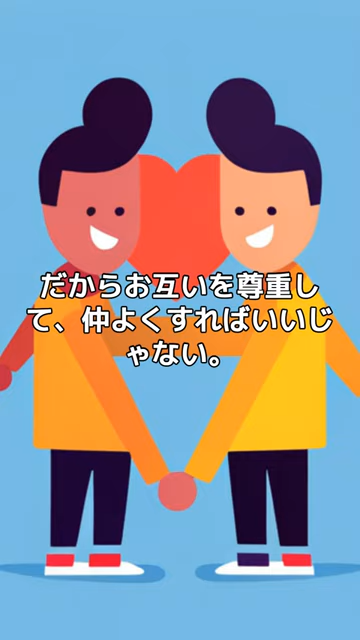 だからお互いを尊重し
て、仲よくすればいいじ
ゃない。